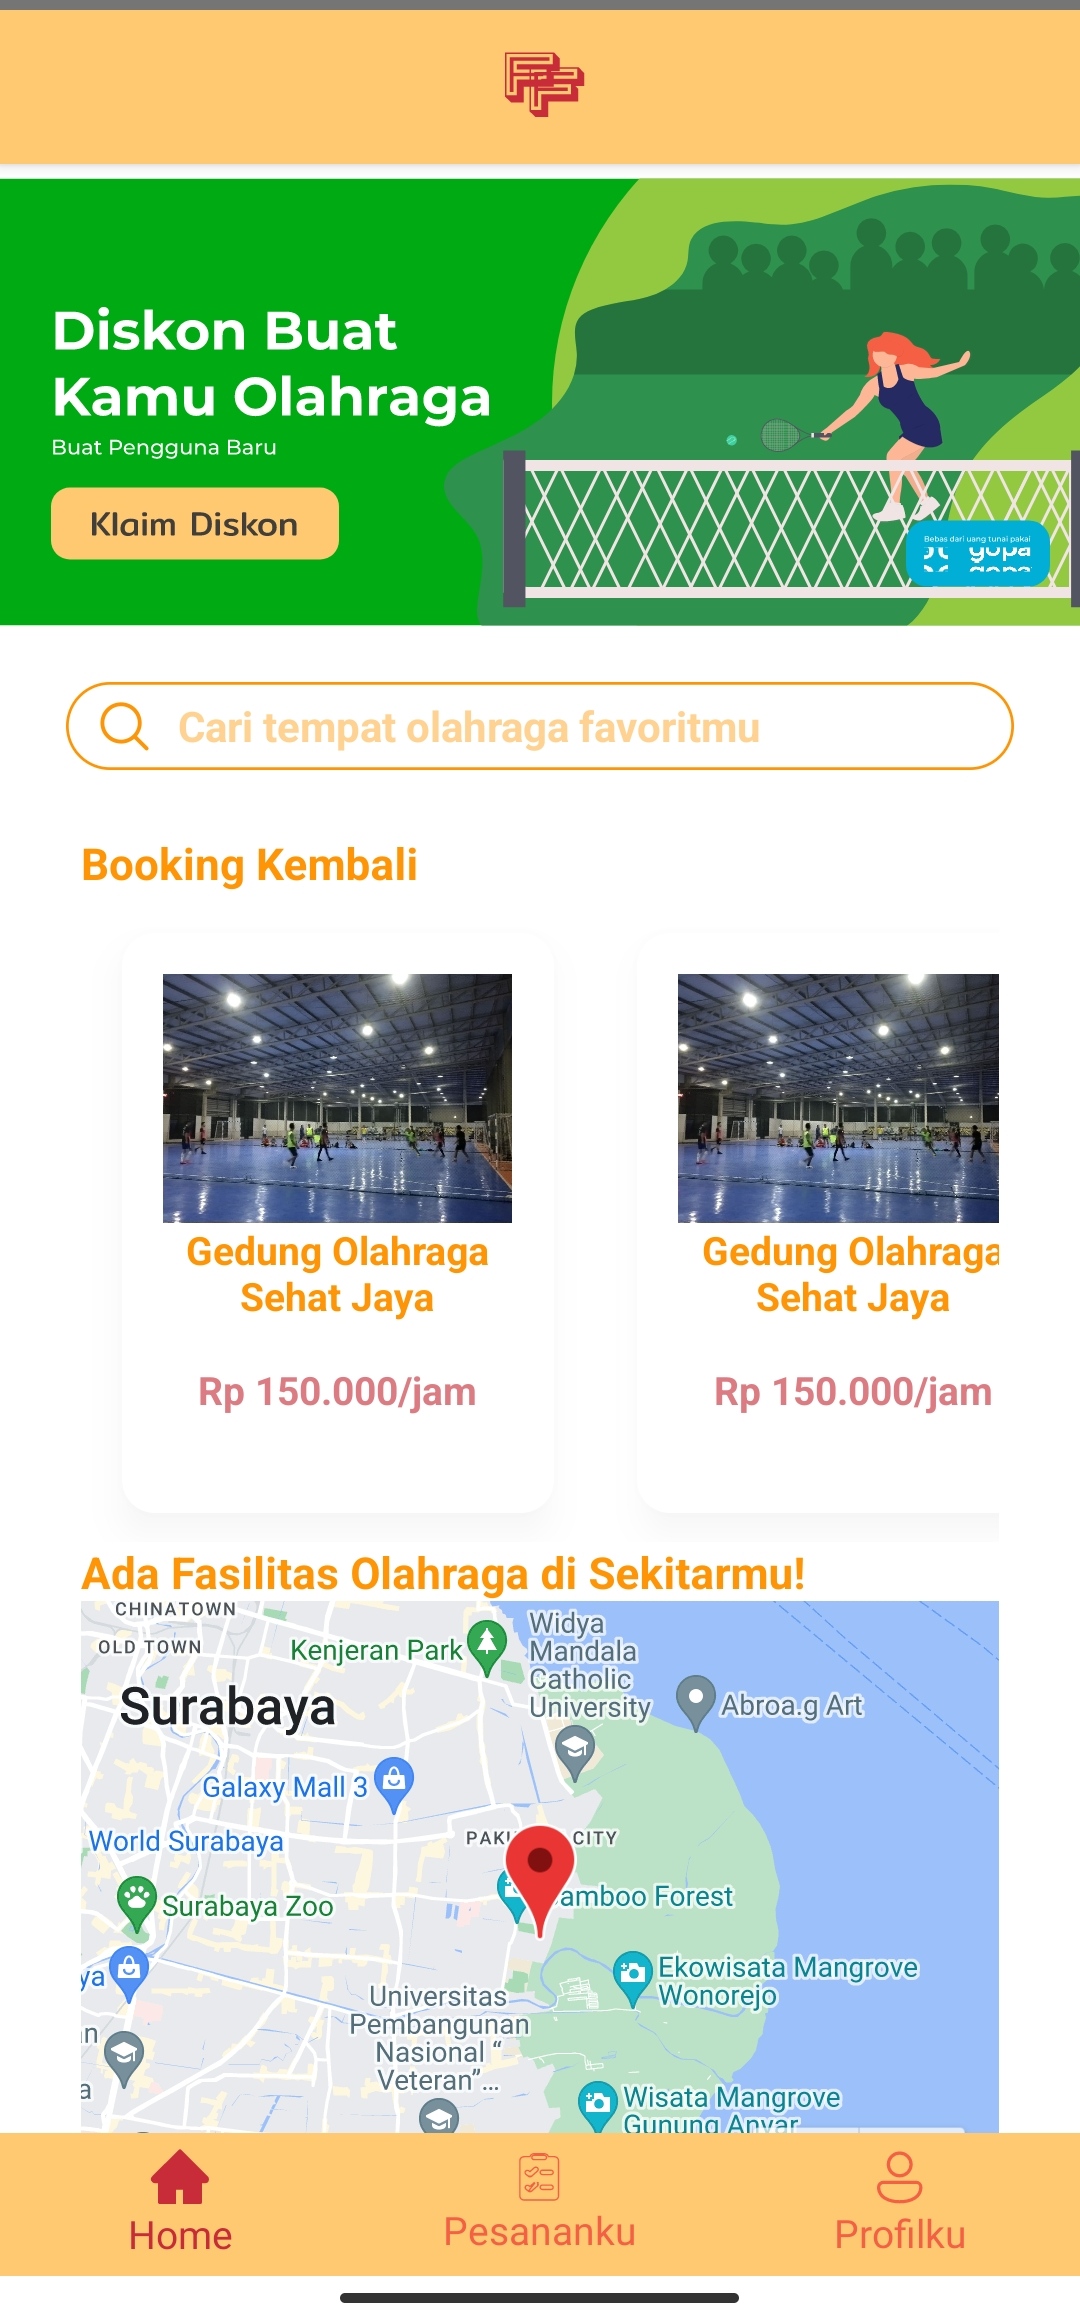 Diskon Buat
Kamu Olahraga
Buat Pengguna Baru
Klaim Diskon
Bebas dari uang tunai pakai
gopa
gopa
Cari tempat olahraga favoritmu
Booking Kembali
Gedung Olahraga
Sehat Jaya
Rp 150.000/jam
Gedung Olahraga
Sehat Jaya
Rp 150.000/jam
Ada Fasilitas Olahraga di Sekitarmu!
CHINATOWN
OLD TOWN
Kenjeran Park
Widya
Mandala
Catholic
University
Surabaya
Abroa.g Art
Galaxy Mall 3
World Surabaya
PAKU CITY
Surabaya Zoo
amboo Forest
ya
Ekowisata Mangrove
Wonorejo
Universitas
Pembangunan
Nasional “
Veteran”...
an
a
Wisata Mangrove
Gunung Anyar
Home
Pesananku
Profilku